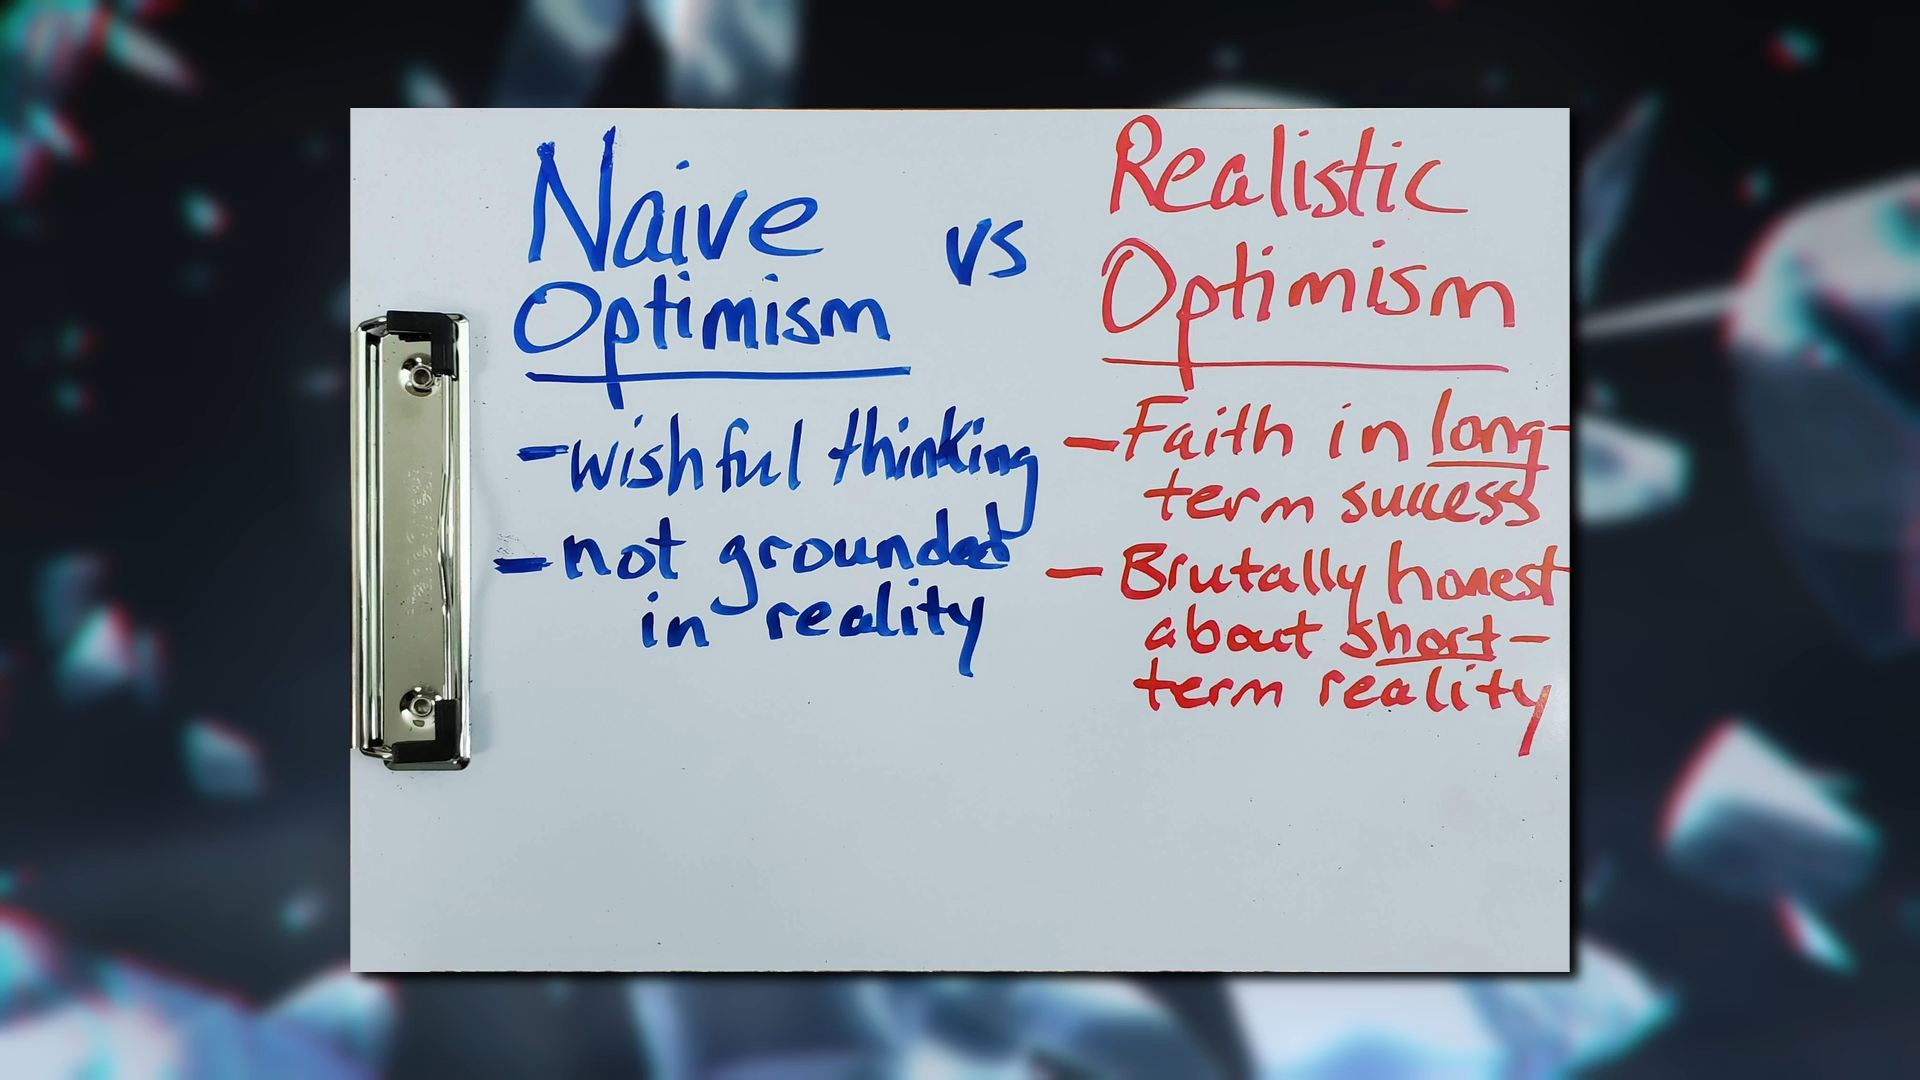 Naive
Optimism
vs
Realistic
Optimism
- wishful thinking
- not grounded
in reality
- Faith in long-
term success
- Brutally honest
about short-
term reality